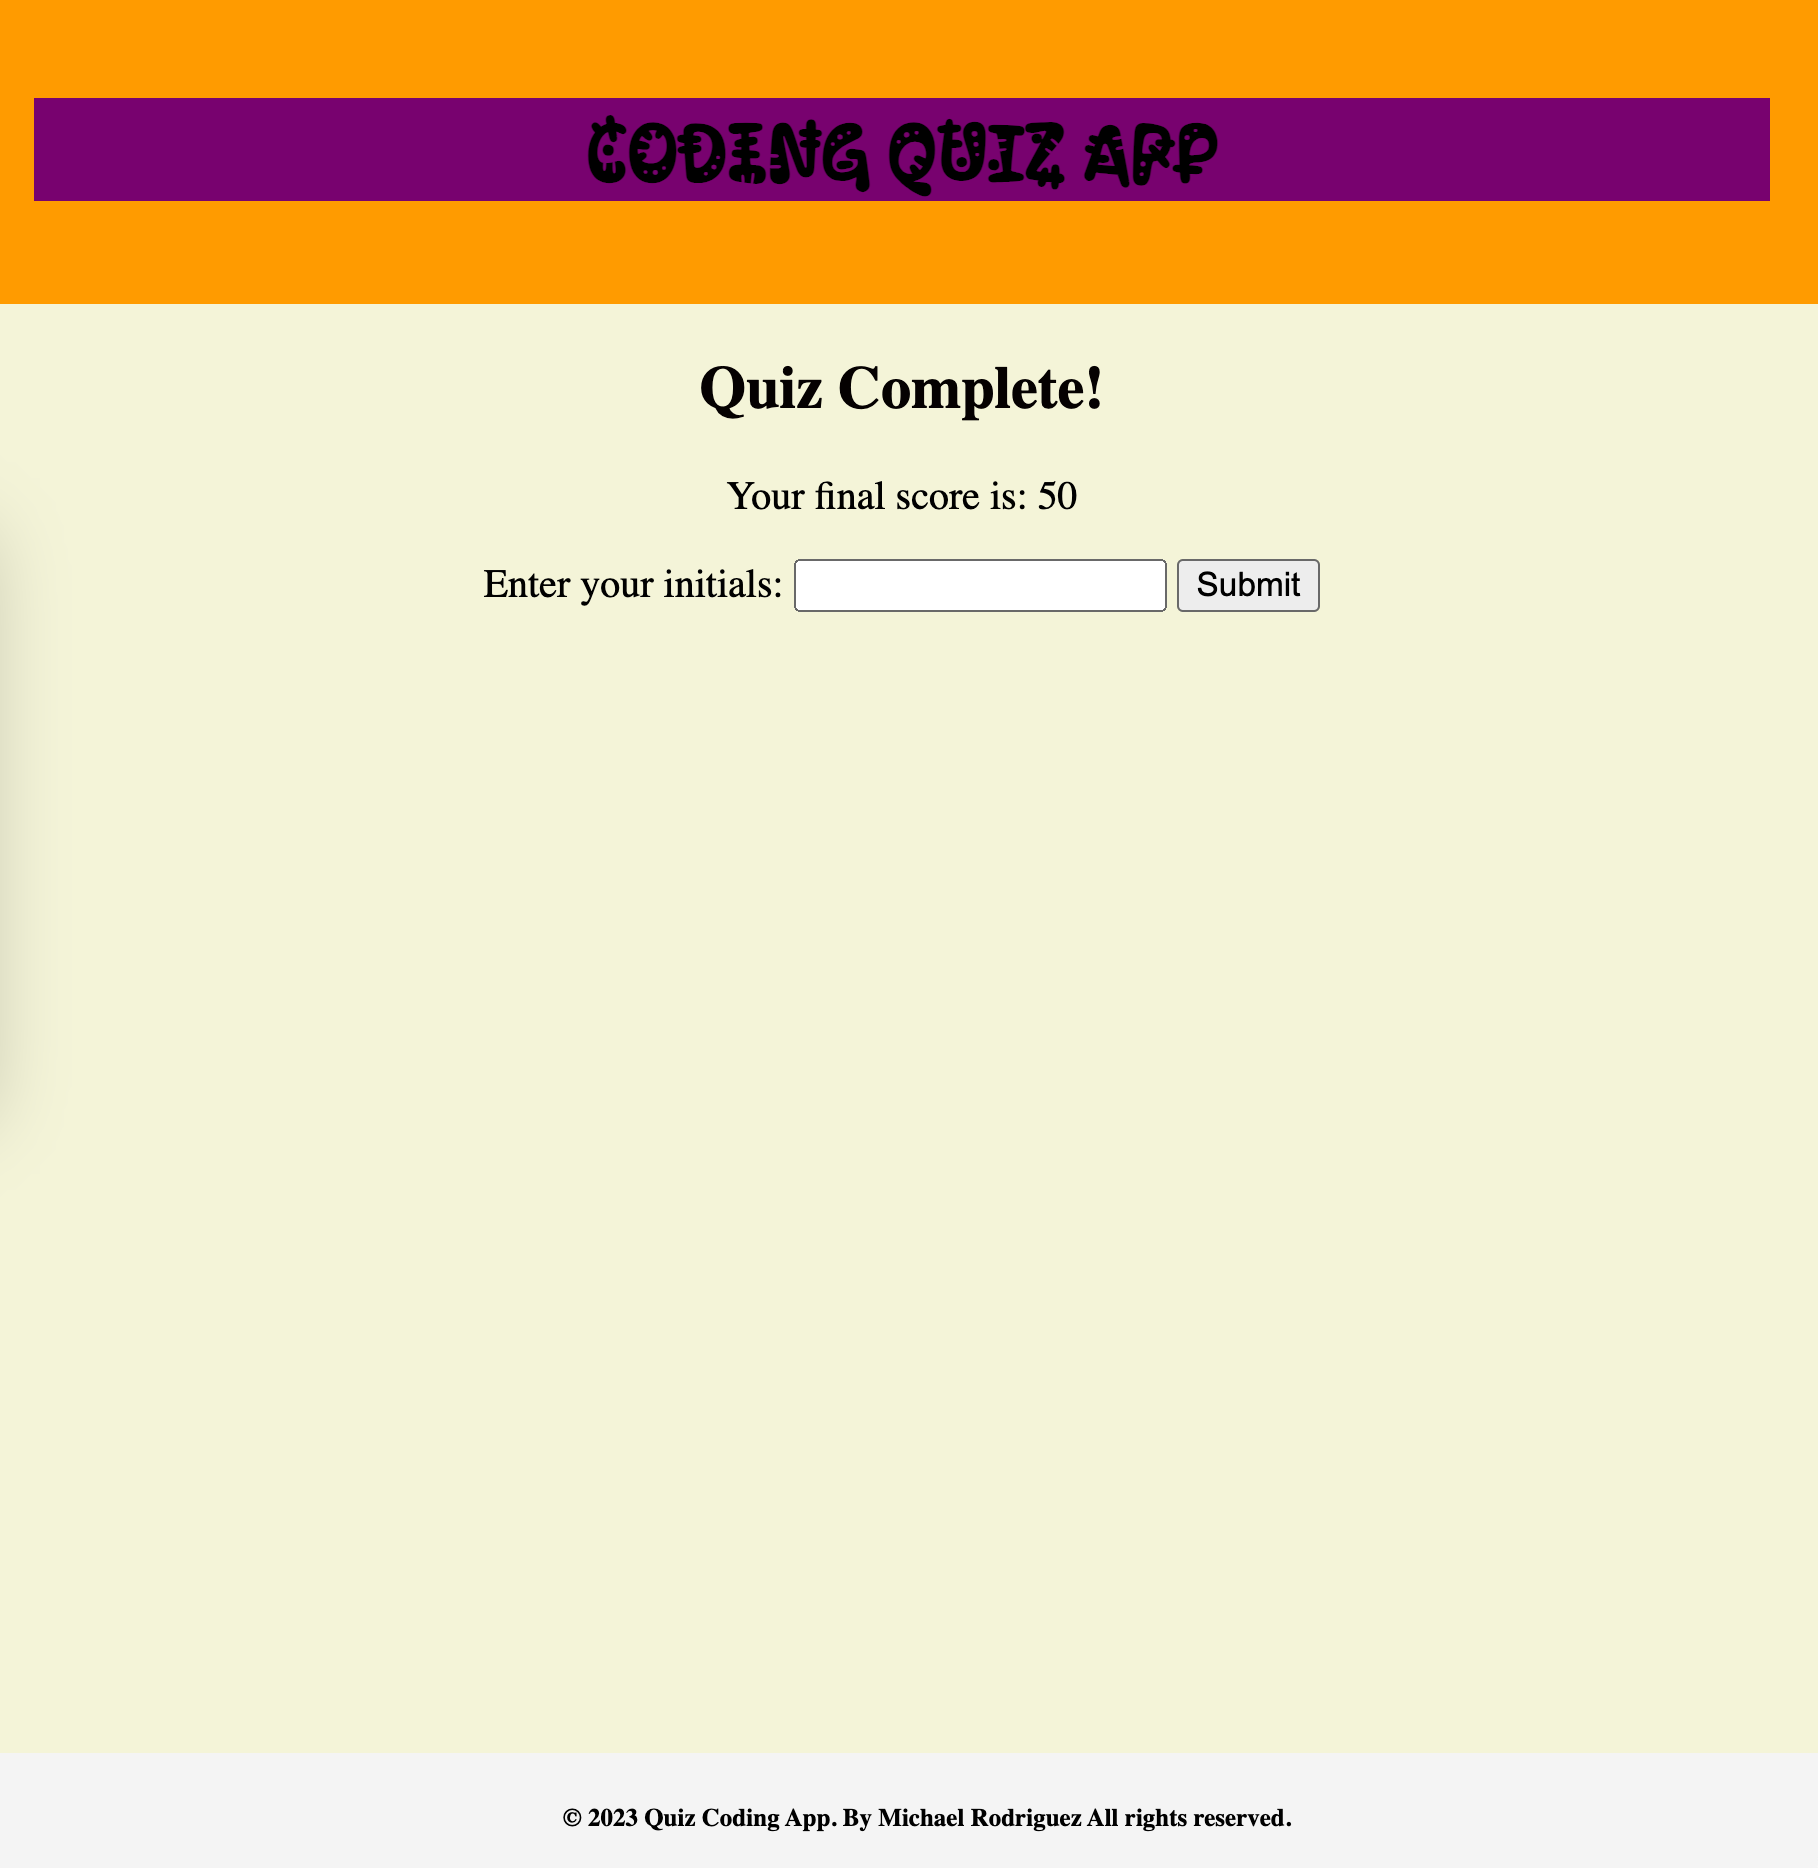 CODING QUIZ APP
Quiz Complete!
Your final score is: 50
Enter your initials: Submit
© 2023 Quiz Coding App. By Michael Rodriguez All rights reserved.